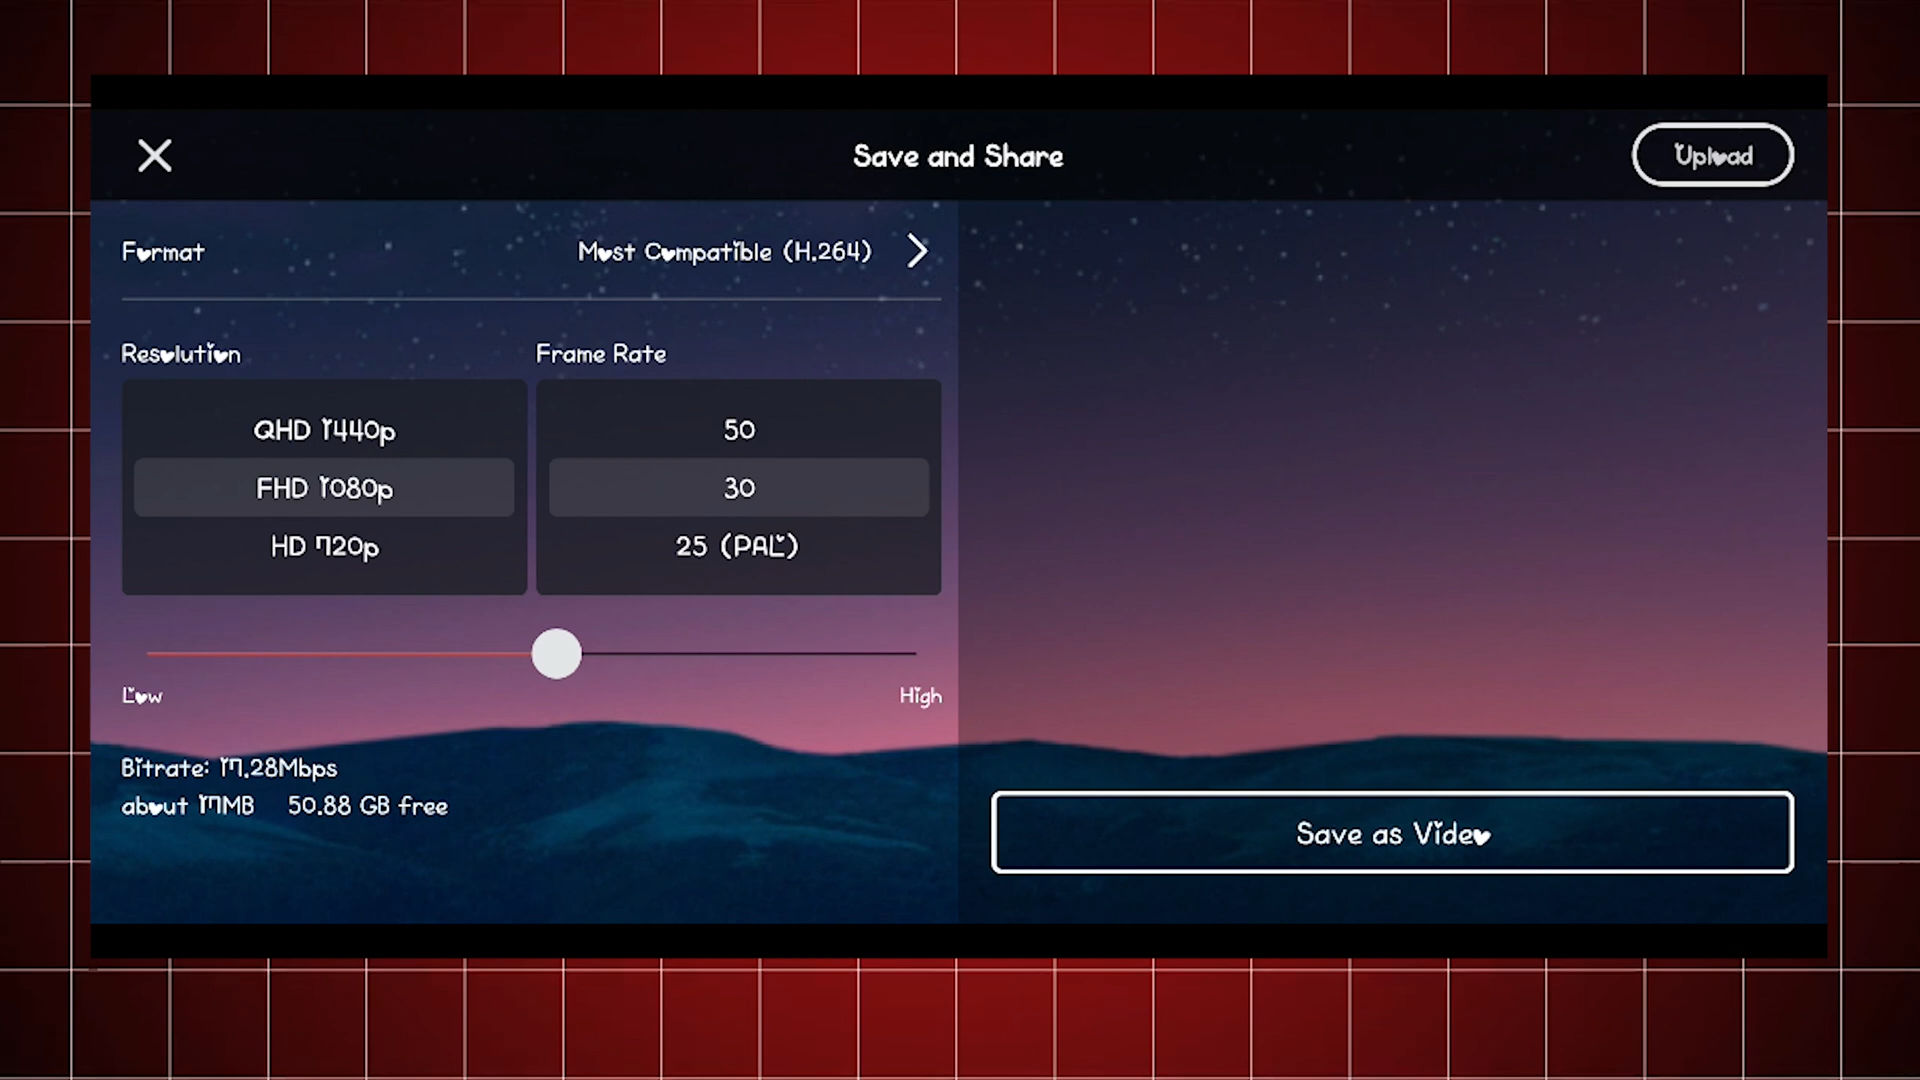 Save and Share
Upload
Format Most Compatible (H.264)
Resolution Frame Rate
QHD 1440p 50
FHD 1080p 30
HD 720p 25 (PAL)
Low High
Bitrate: 17.28Mbps
about 17MB 50.88 GB free
Save as Video